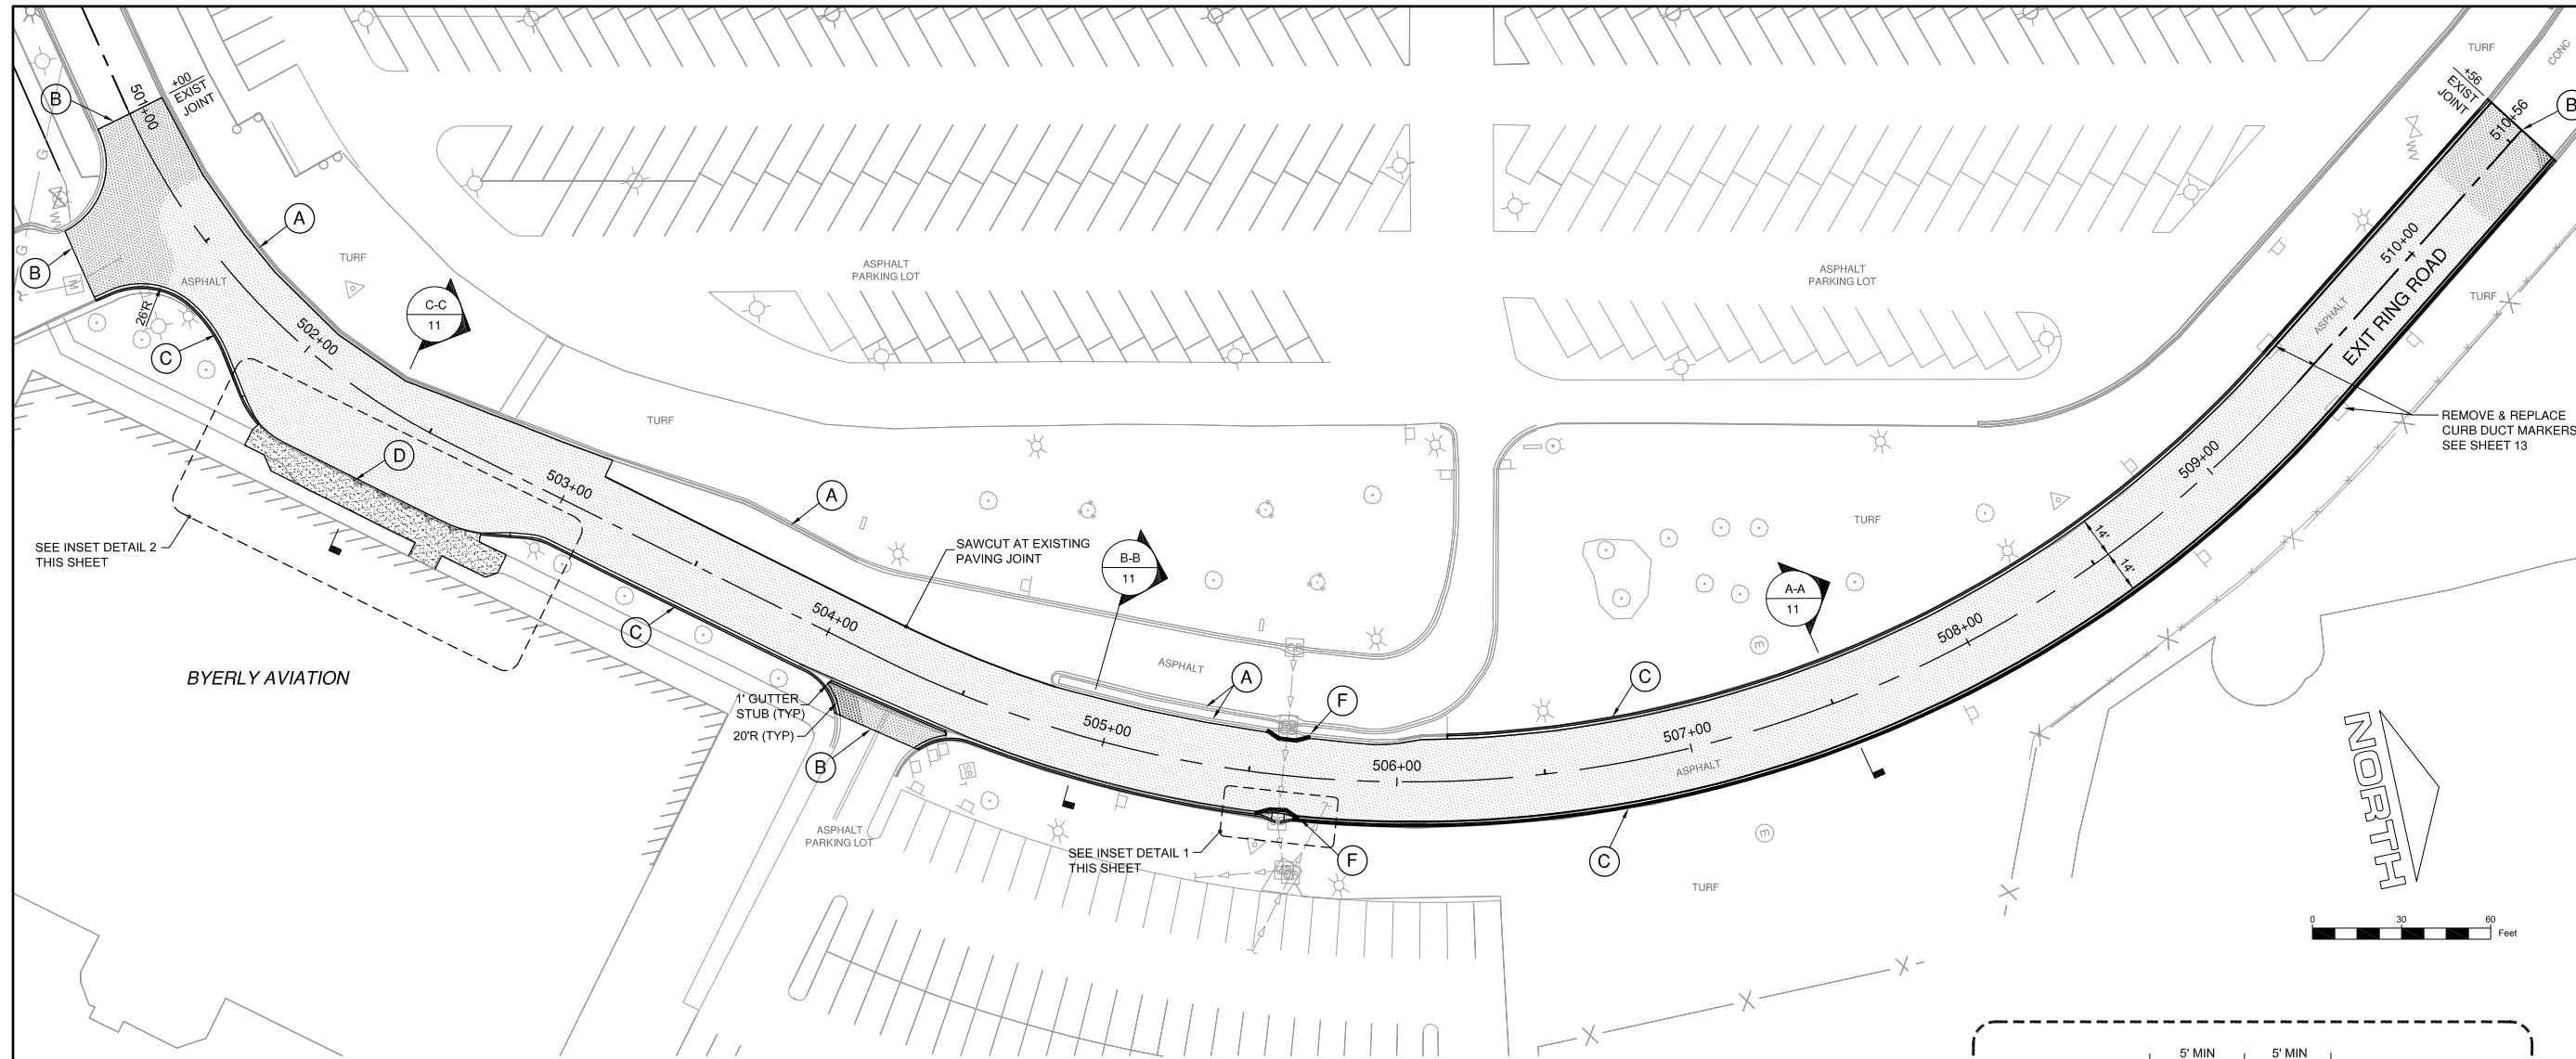 501+00
+00
EXIST
JOINT
B
B
A
G
G
WV
M
ASPHALT
26'R
C
TURF
C-C
11
502+00
ASPHALT
PARKING LOT
ASPHALT
PARKING LOT
TURF
CONC
+56
EXIST
JOINT
510+56
B
WV
510+00
ASPHALT
EXIT RING ROAD
TURF
REMOVE & REPLACE
CURB DUCT MARKERS
SEE SHEET 13
TURF
D
503+00
A
SEE INSET DETAIL 2
THIS SHEET
SAWCUT AT EXISTING
PAVING JOINT
B-B
11
C
504+00
BYERLY AVIATION
1' GUTTER
STUB (TYP)
20'R (TYP)
B
ASPHALT
PARKING LOT
ASPHALT
A
F
505+00
506+00
SEE INSET DETAIL 1
THIS SHEET
F
C
C
507+00
ASPHALT
TURF
E
E
A-A
11
508+00
TURF
14'
14'
509+00
NORTH
0 30 60
Feet
5' MIN 5' MIN